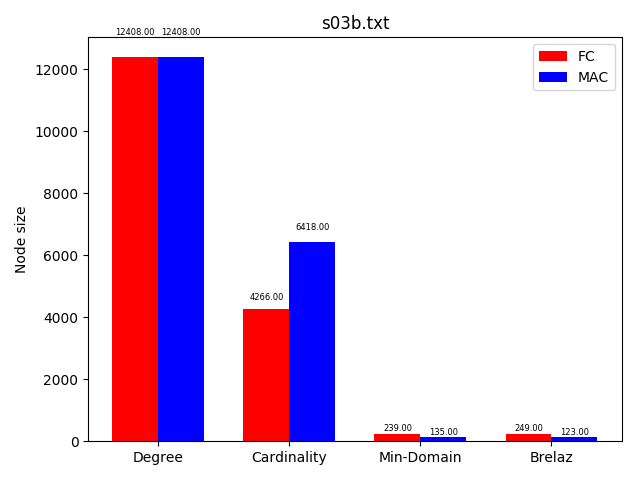 s03b.txt
12408.00 12408.00
FC
MAC
12000
10000
8000
6000
4000
2000
0
Node size
6418.00
4266.00
239.00 135.00 249.00 123.00
Degree Cardinality Min-Domain Brelaz